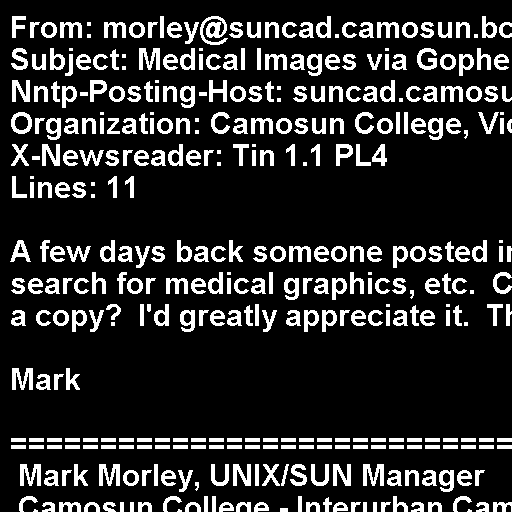 From: morley@suncad.camosun.bc
Subject: Medical Images via Gophe
Nntp-Posting-Host: suncad.camosu
Organization: Camosun College, Vic
X-Newsreader: Tin 1.1 PL4
Lines: 11
A few days back someone posted in
search for medical graphics, etc.  C
a copy?  I'd greatly appreciate it.  Th
Mark
============================
Mark Morley, UNIX/SUN Manager
Camosun College - Interurban Cam